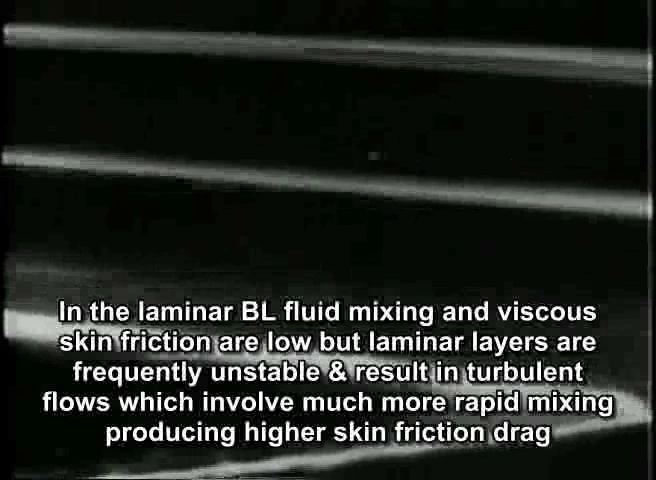 In the laminar BL fluid mixing and viscous
skin friction are low but laminar layers are
frequently unstable & result in turbulent
flows which involve much more rapid mixing
producing higher skin friction drag